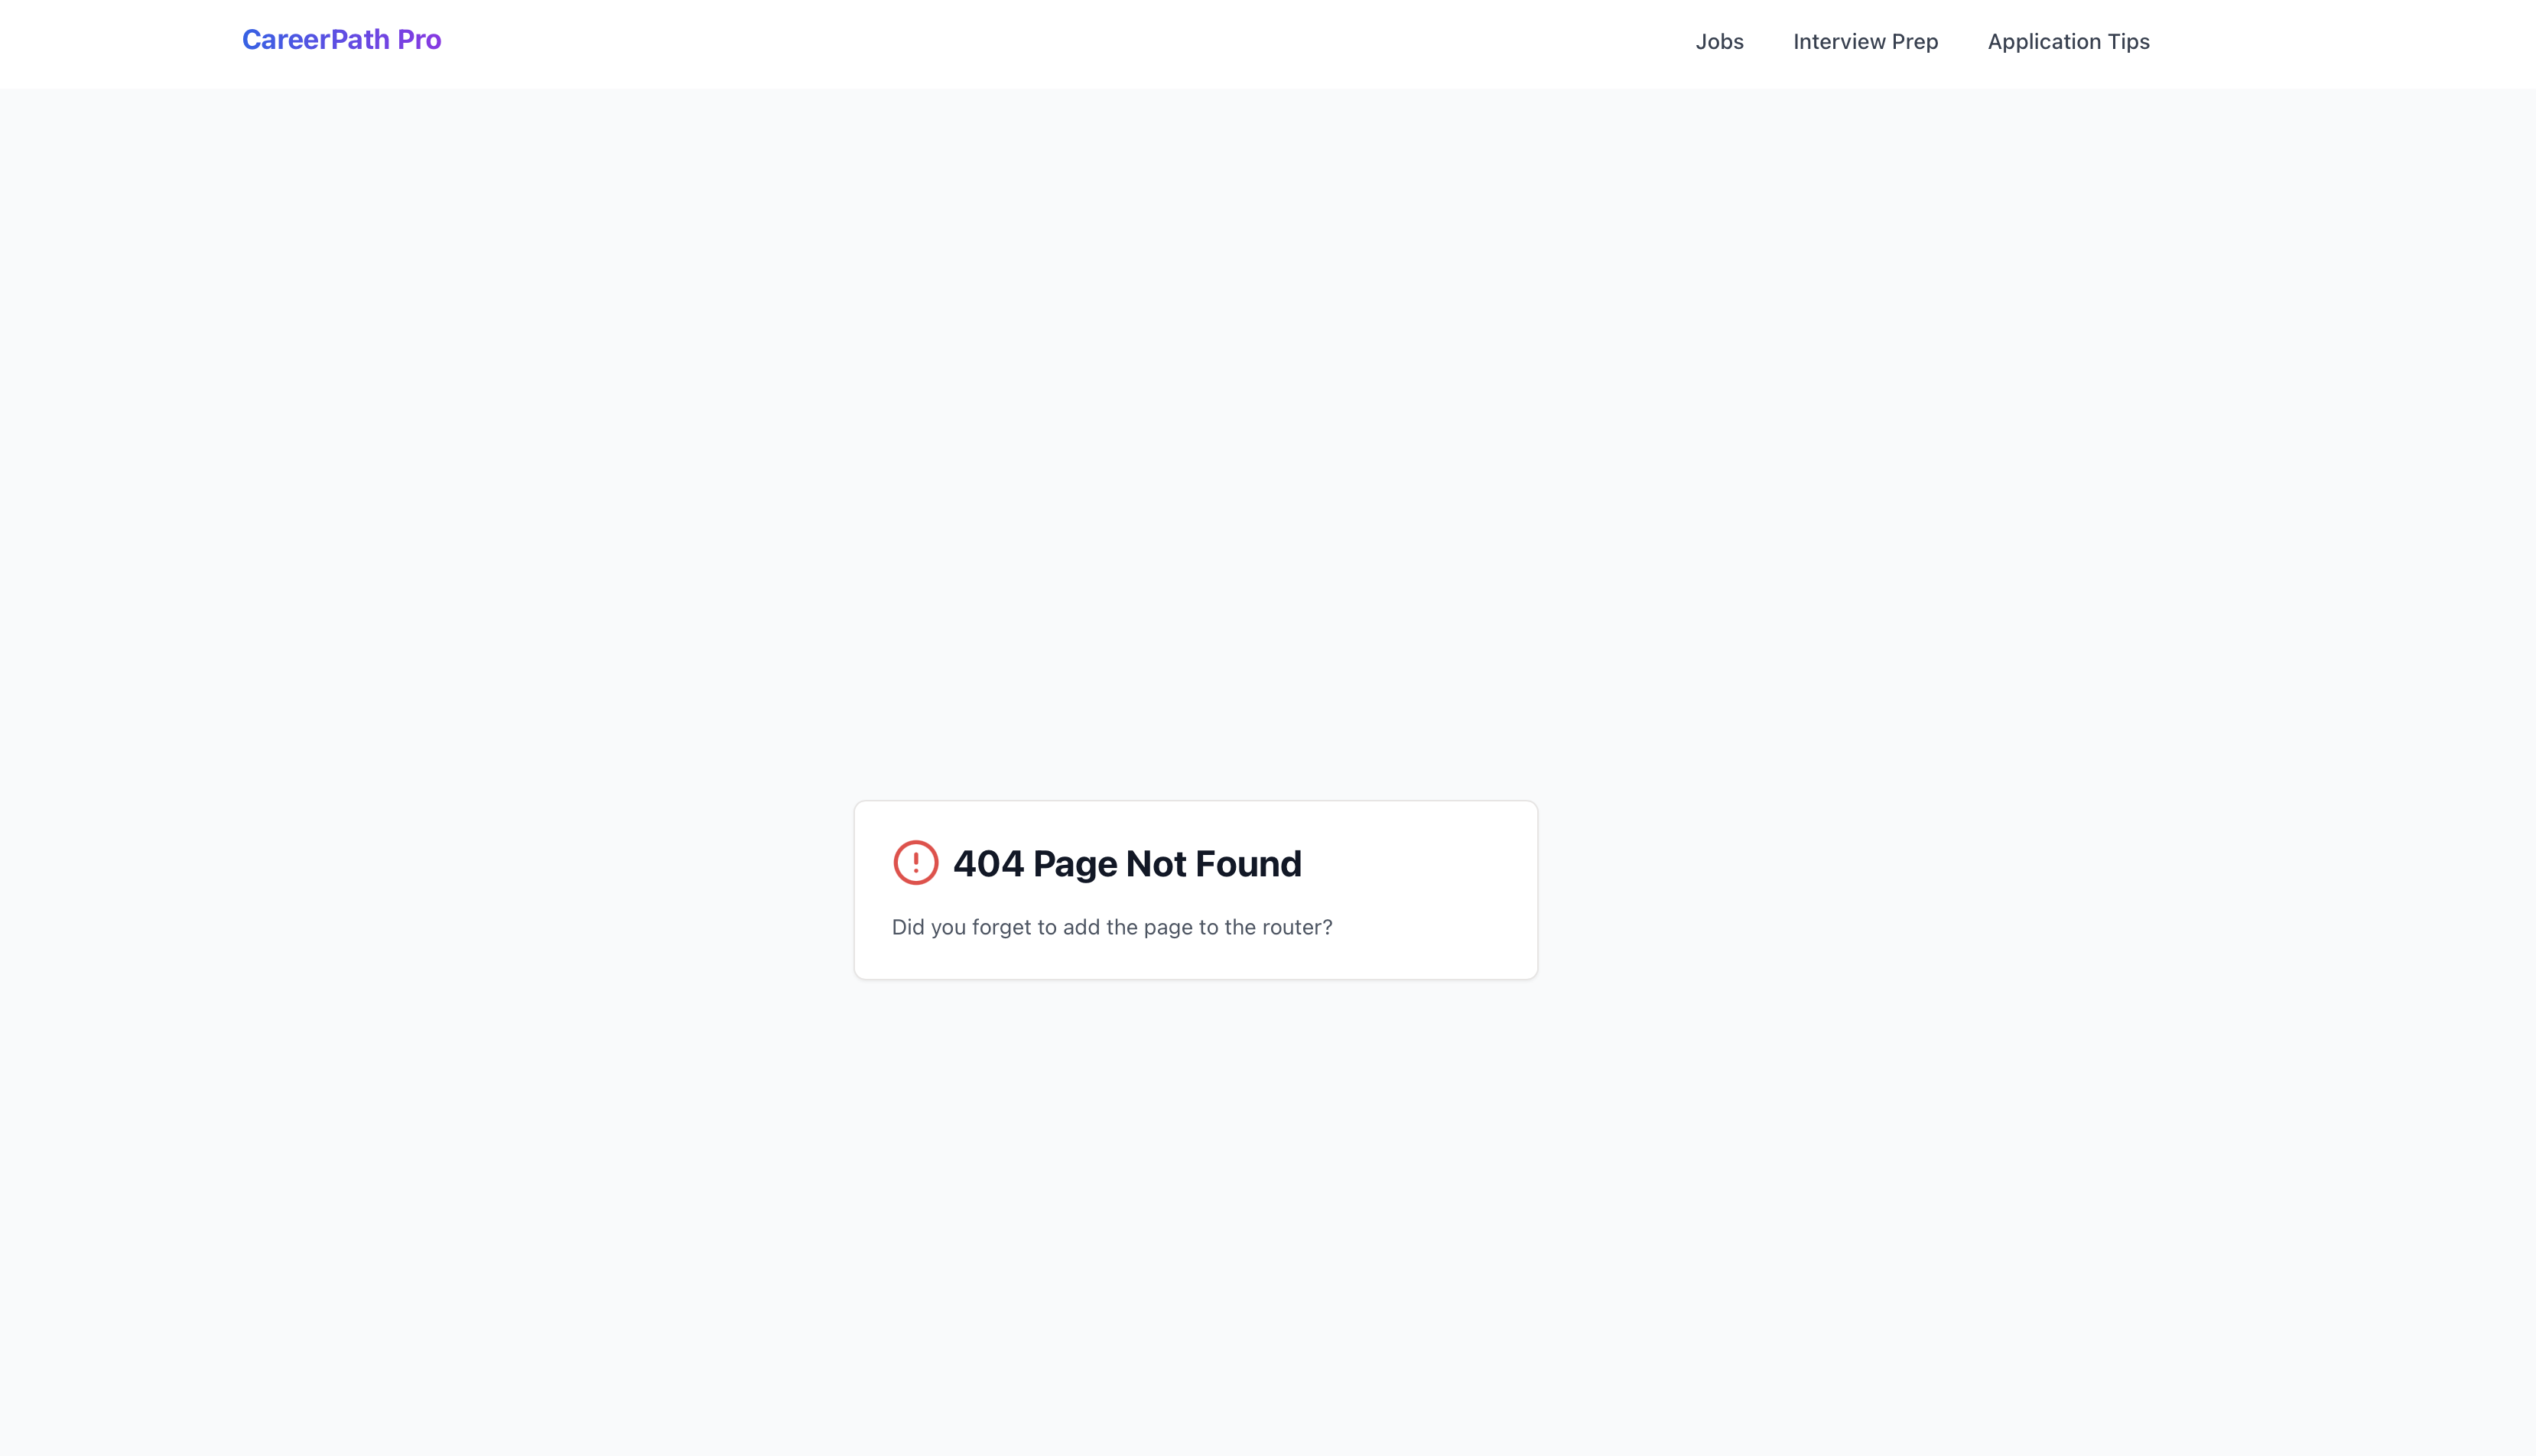 CareerPath Pro
Jobs Interview Prep Application Tips
404 Page Not Found
Did you forget to add the page to the router?